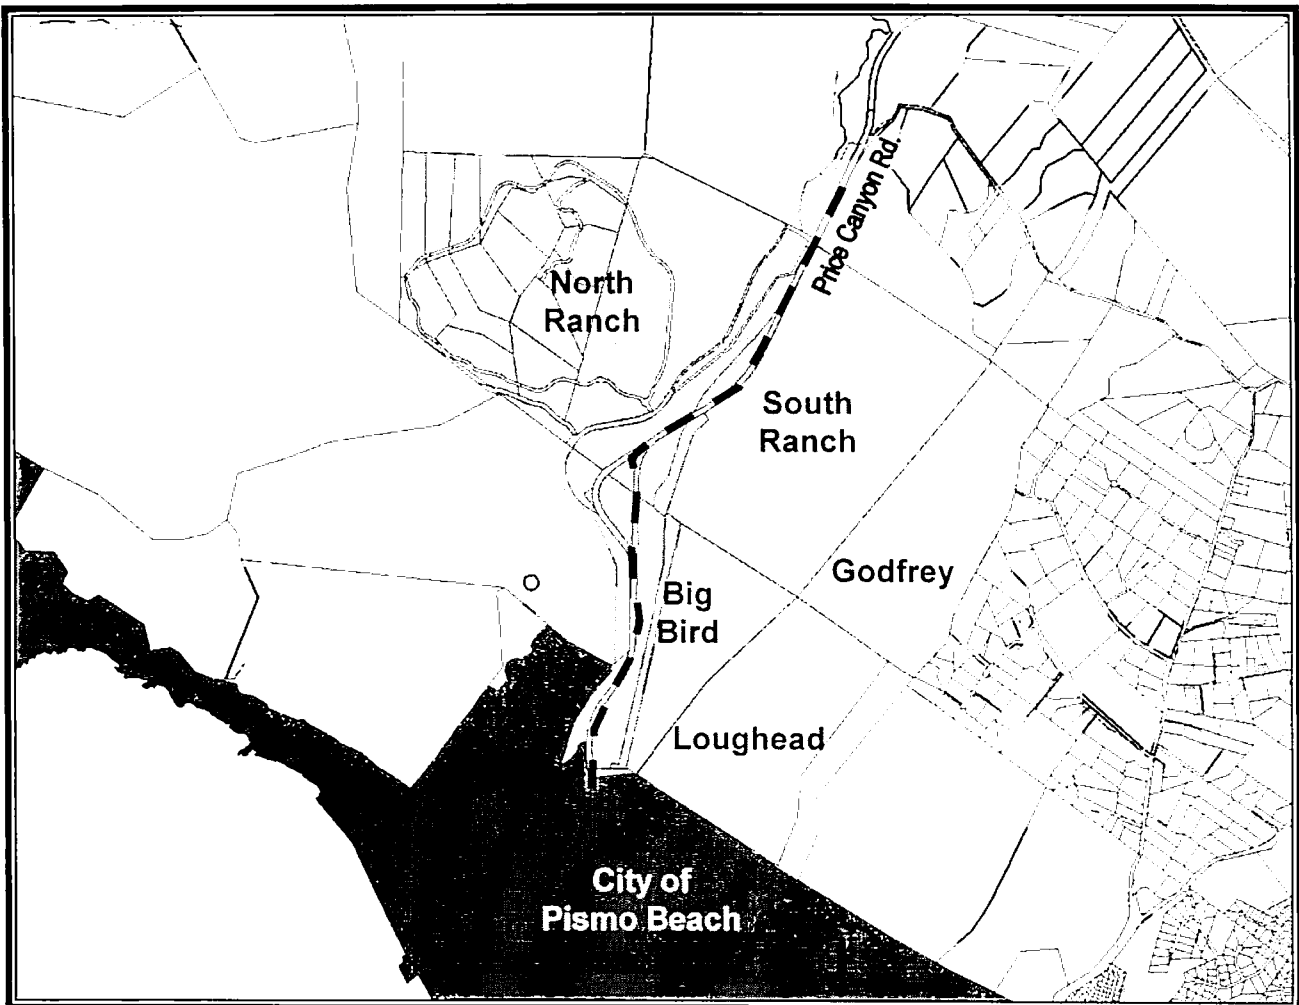 Price Canyon Rd.
North
Ranch
South
Ranch
Godfrey
Big
Bird
Loughead
City of
Pismo Beach